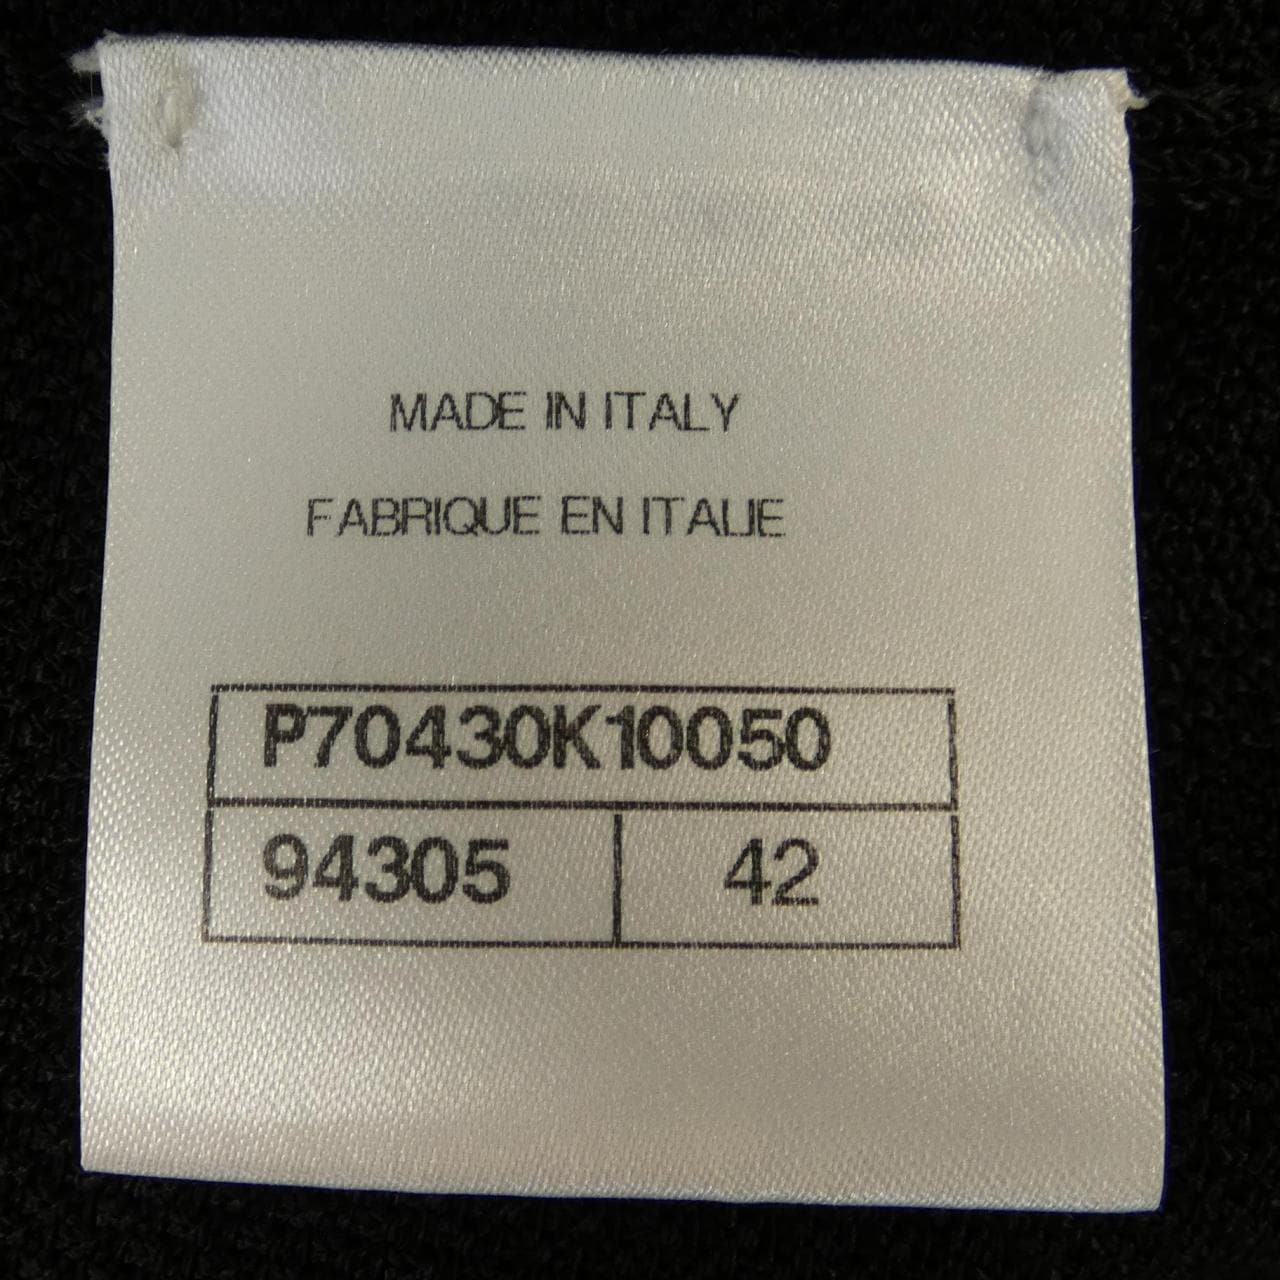 MADE IN ITALY
FABRIQUE EN ITALIE
P70430K10050
94305 42